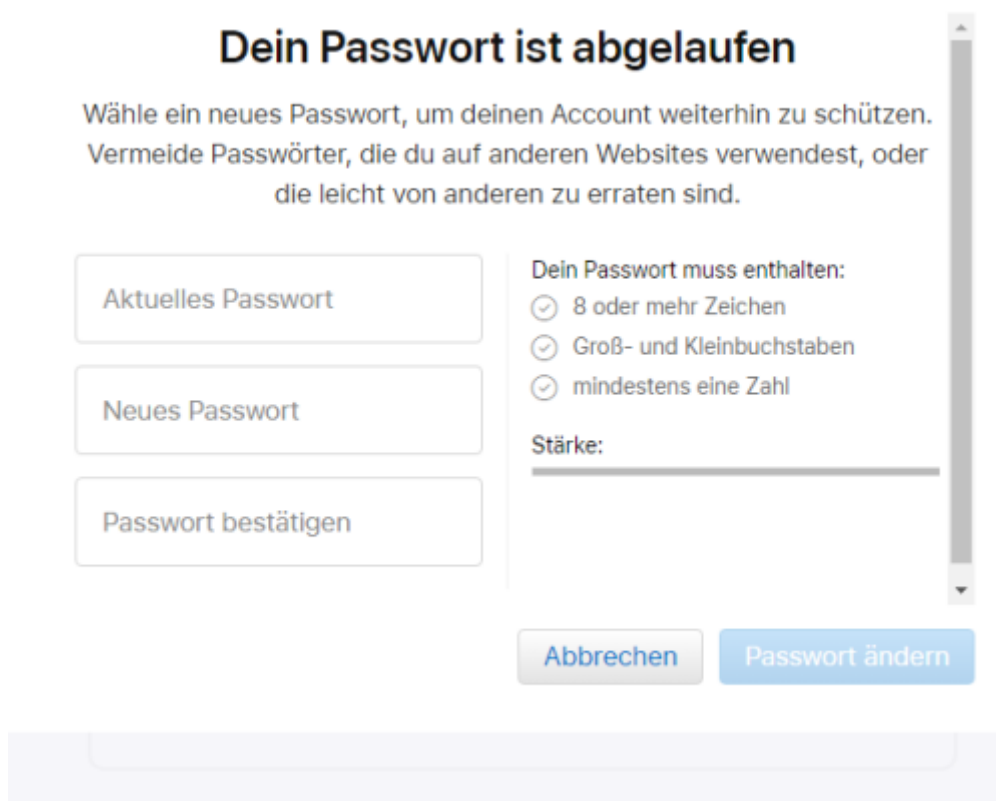 Dein Passwort ist abgelaufen
Wähle ein neues Passwort, um deinen Account weiterhin zu schützen.
Vermeide Passwörter, die du auf anderen Websites verwendest, oder
die leicht von anderen zu erraten sind.
Aktuelles Passwort
Neues Passwort
Passwort bestätigen
Dein Passwort muss enthalten:
8 oder mehr Zeichen
Groß- und Kleinbuchstaben
mindestens eine Zahl
Stärke:
Abbrechen
Passwort ändern